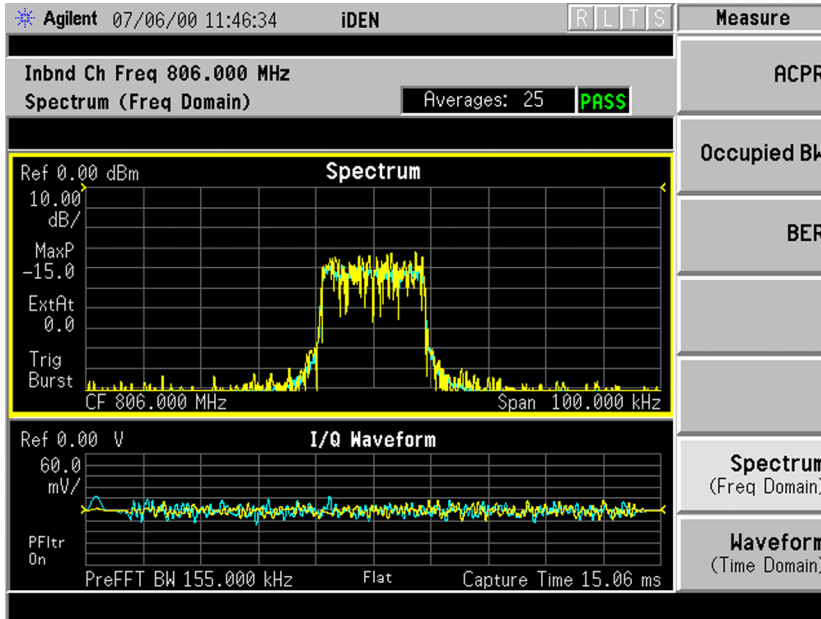 Agilent 07/06/00 11:46:34 iDEN R L T S Measure
Inbnd Ch Freq 806.000 MHz
Spectrum (Freq Domain) Averages: 25 PASS
Ref 0.00 dBm Spectrum
10.00
dB/
MaxP
-15.0
ExtAt
0.0
Trig
Burst
CF 806.000 MHz Span 100.000 kHz
Ref 0.00 V I/Q Waveform
60.0
mV/
PFltr
On
PreFFT BW 155.000 kHz Flat Capture Time 15.06 ms
ACPR
Occupied BW
BER
Spectrum
(Freq Domain)
Waveform
(Time Domain)